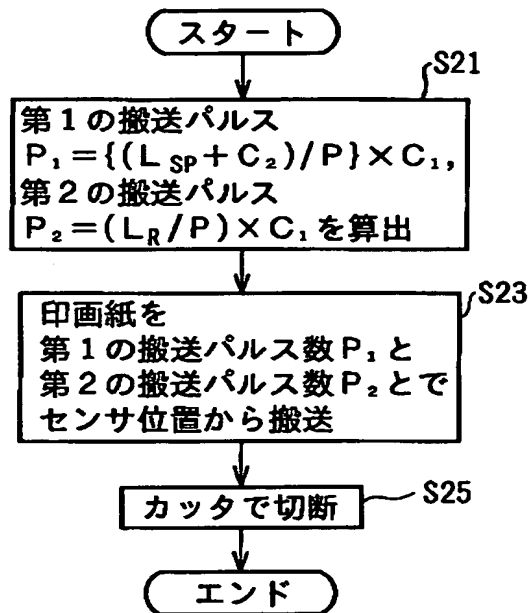 スタート
S21
第1の搬送パルス
P₁={(L_SP+C₂)/P}×C₁,
第2の搬送パルス
P₂=(L_R/P)×C₁を算出
S23
印画紙を
第1の搬送パルス数P₁と
第2の搬送パルス数P₂とで
センサ位置から搬送
カッタで切断
S25
エンド